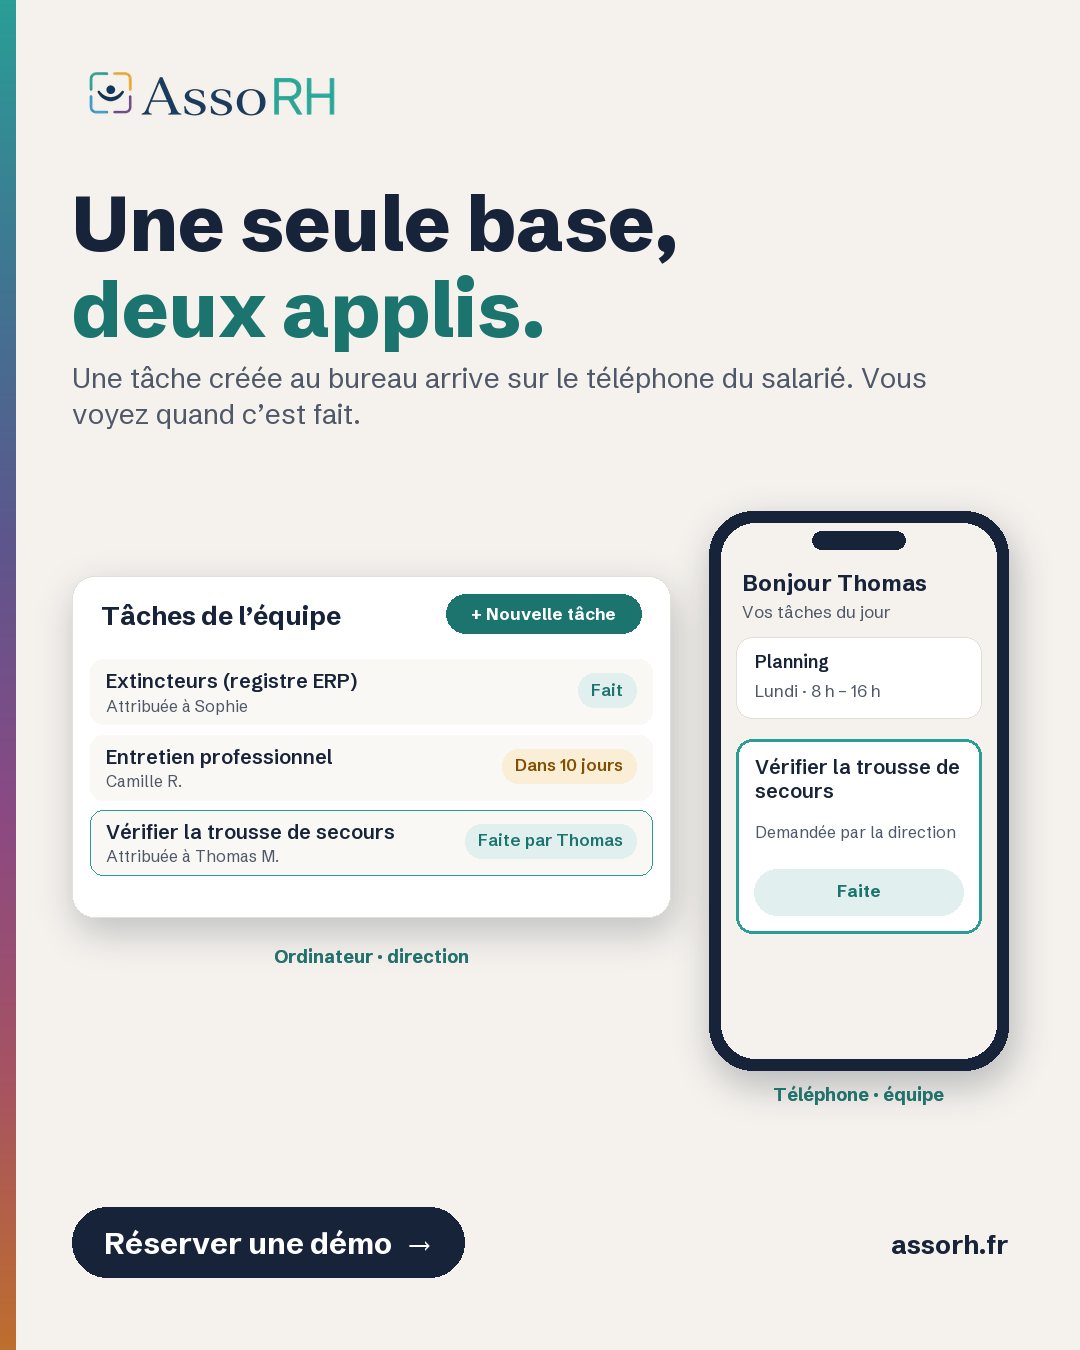 AssoRH
Une seule base,
deux applis.
Une tâche créée au bureau arrive sur le téléphone du salarié. Vous
voyez quand c’est fait.
Tâches de l’équipe
+ Nouvelle tâche
Extincteurs (registre ERP)
Attribuée à Sophie
Fait
Entretien professionnel
Camille R.
Dans 10 jours
Vérifier la trousse de secours
Attribuée à Thomas M.
Faite par Thomas
Ordinateur · direction
Bonjour Thomas
Vos tâches du jour
Planning
Lundi · 8 h – 16 h
Vérifier la trousse de
secours
Demandée par la direction
Faite
Téléphone · équipe
Réserver une démo →
assorh.fr